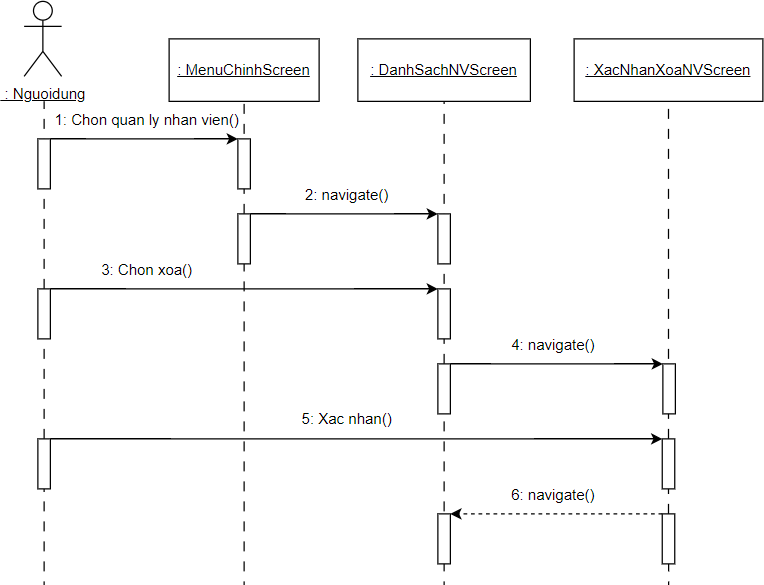 : Nguoidung
: MenuChinhScreen
: DanhSachNVScreen
: XacNhanXoaNVScreen
1: Chon quan ly nhan vien()
2: navigate()
3: Chon xoa()
4: navigate()
5: Xac nhan()
6: navigate()